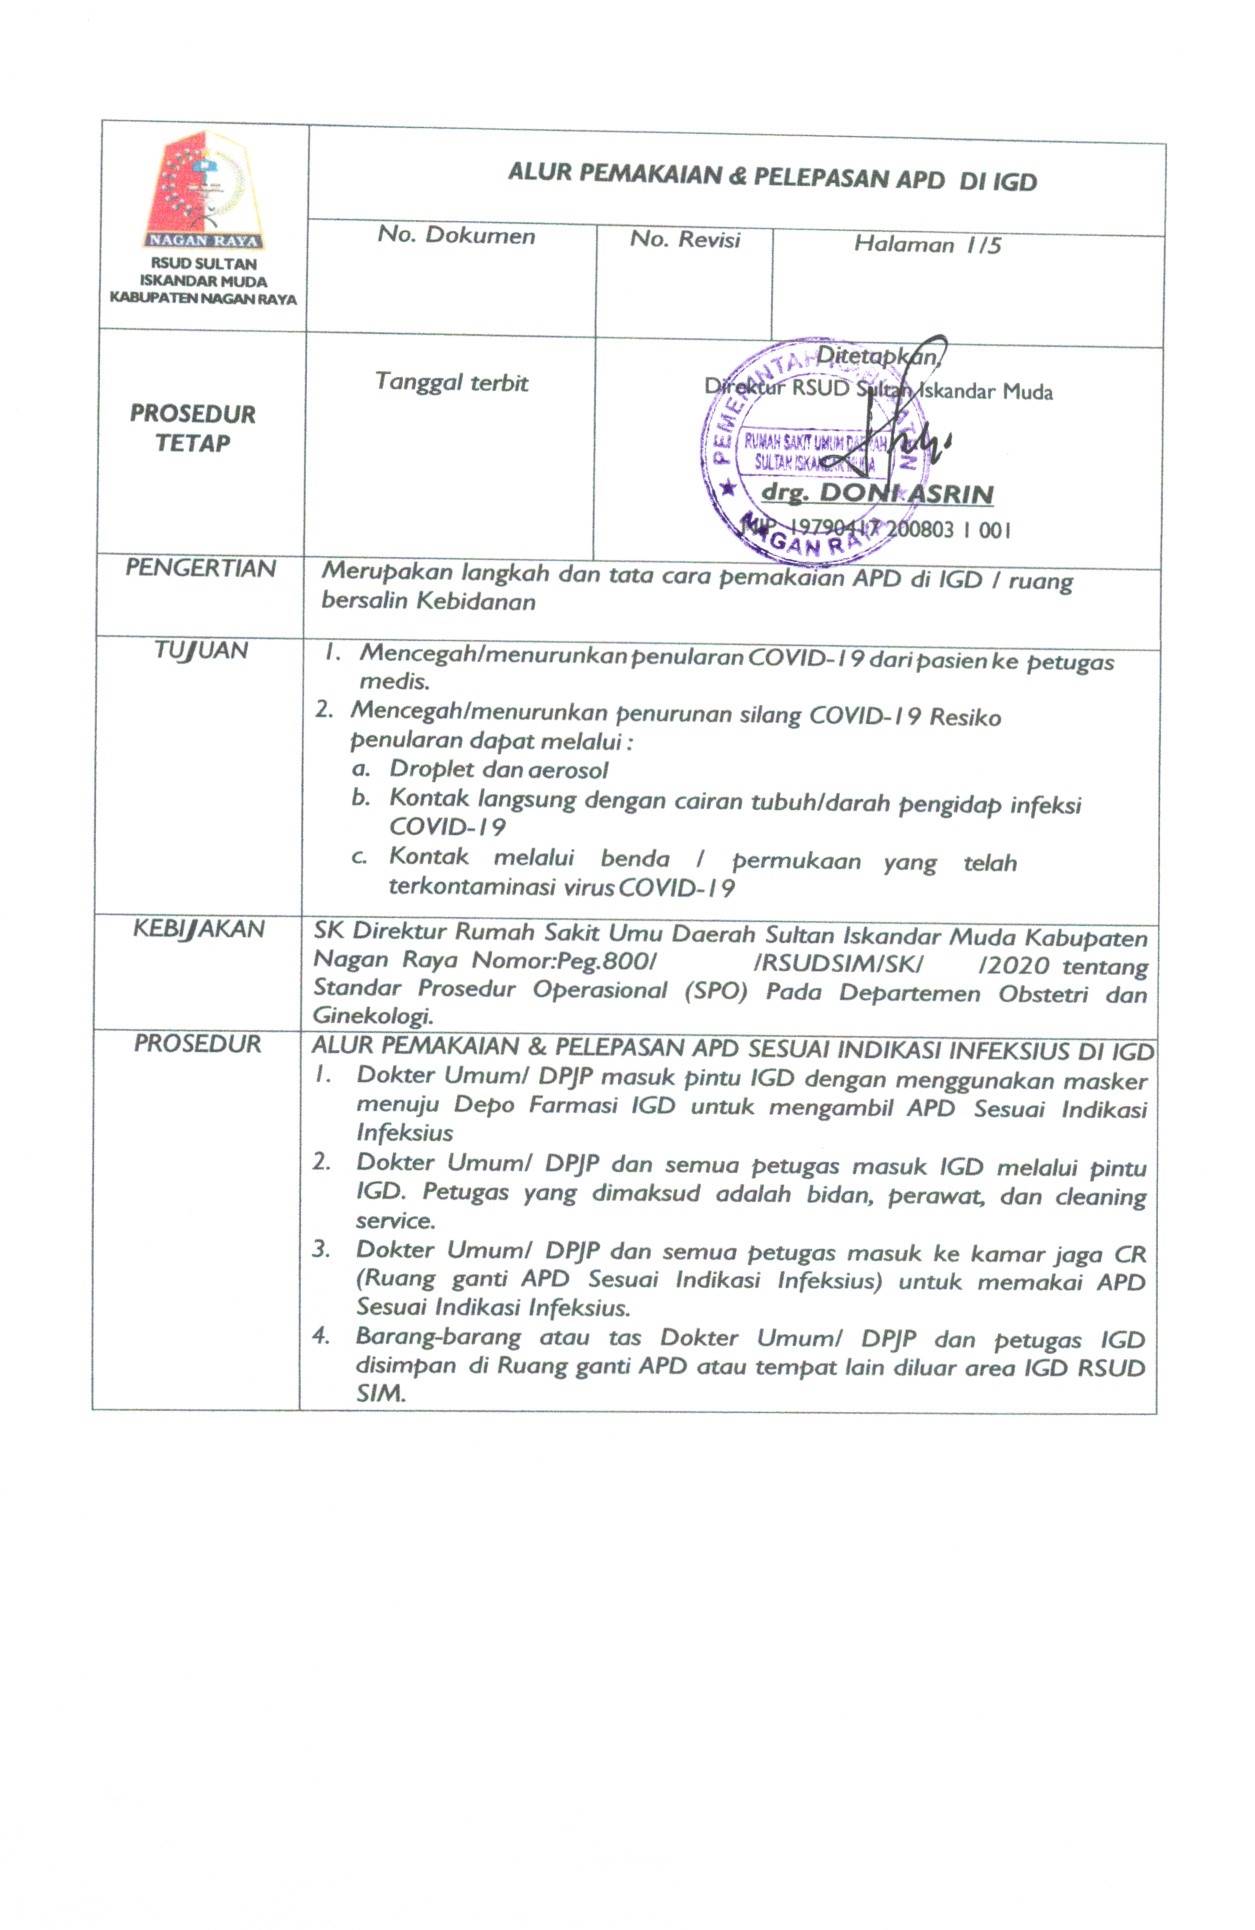 ALUR PEMAKAIAN & PELEPASAN APD DI IGD
NAGAN RAYA
RSUD SULTAN
ISKANDAR MUDA
KABUPATEN NAGAN RAYA
No. Dokumen
No. Revisi
Halaman 1/5
PROSEDUR
TETAP
Tanggal terbit
Ditetapkan,
Direktur RSUD Sultan Iskandar Muda
PEMERINTAH KABUPATEN
RUMAH SAKIT UMUM DAERAH
SULTAN ISKANDAR MUDA
NAGAN RAYA
drg. DONI ASRIN
NIP. 19790417 200803 1 001
PENGERTIAN
Merupakan langkah dan tata cara pemakaian APD di IGD / ruang
bersalin Kebidanan
TUJUAN
1. Mencegah/menurunkan penularan COVID-19 dari pasien ke petugas
medis.
2. Mencegah/menurunkan penurunan silang COVID-19 Resiko
penularan dapat melalui :
a. Droplet dan aerosol
b. Kontak langsung dengan cairan tubuh/darah pengidap infeksi
COVID-19
c. Kontak melalui benda / permukaan yang telah
terkontaminasi virus COVID-19
KEBIJAKAN
SK Direktur Rumah Sakit Umu Daerah Sultan Iskandar Muda Kabupaten
Nagan Raya Nomor:Peg.800/ /RSUDSIM/SK/ /2020 tentang
Standar Prosedur Operasional (SPO) Pada Departemen Obstetri dan
Ginekologi.
PROSEDUR
ALUR PEMAKAIAN & PELEPASAN APD SESUAI INDIKASI INFEKSIUS DI IGD
1. Dokter Umum/ DPJP masuk pintu IGD dengan menggunakan masker
menuju Depo Farmasi IGD untuk mengambil APD Sesuai Indikasi
Infeksius
2. Dokter Umum/ DPJP dan semua petugas masuk IGD melalui pintu
IGD. Petugas yang dimaksud adalah bidan, perawat, dan cleaning
service.
3. Dokter Umum/ DPJP dan semua petugas masuk ke kamar jaga CR
(Ruang ganti APD Sesuai Indikasi Infeksius) untuk memakai APD
Sesuai Indikasi Infeksius.
4. Barang-barang atau tas Dokter Umum/ DPJP dan petugas IGD
disimpan di Ruang ganti APD atau tempat lain diluar area IGD RSUD
SIM.